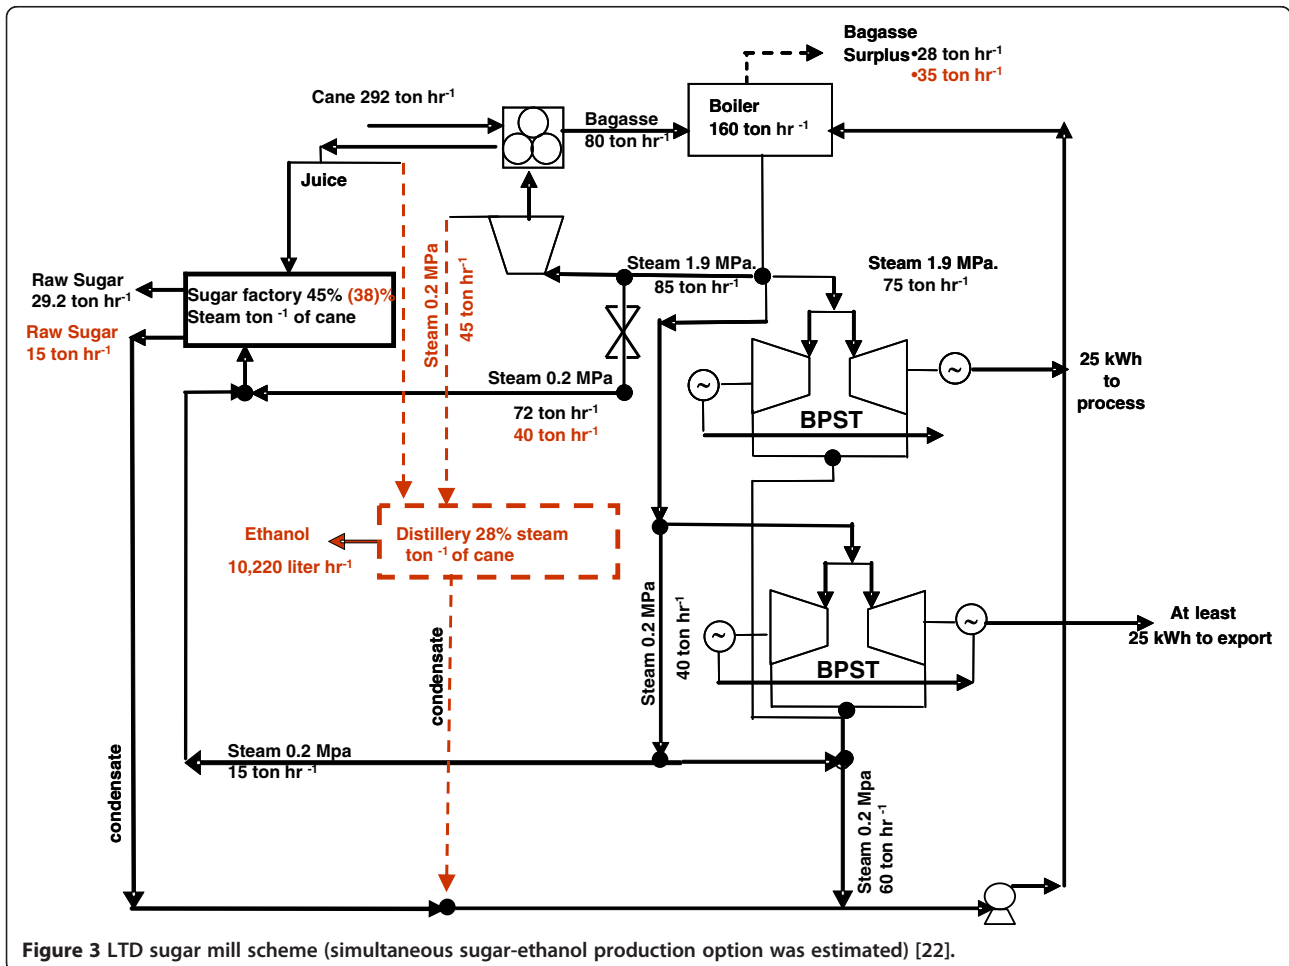 Bagasse
Surplus•28 ton hr⁻¹
•35 ton hr⁻¹
Cane 292 ton hr⁻¹
Bagasse
80 ton hr⁻¹
Boiler
160 ton hr ⁻¹
Juice
Steam 0.2 MPa
45 ton hr⁻¹
Steam 1.9 MPa.
85 ton hr⁻¹
Steam 1.9 MPa.
75 ton hr⁻¹
Raw Sugar
29.2 ton hr⁻¹
Raw Sugar
15 ton hr⁻¹
Sugar factory 45% (38)%
Steam ton ⁻¹ of cane
Steam 0.2 MPa
72 ton hr⁻¹
40 ton hr⁻¹
~
~
BPST
25 kWh
to
process
Ethanol
10,220 liter hr⁻¹
Distillery 28% steam
ton ⁻¹ of cane
Steam 0.2 MPa
40 ton hr⁻¹
~
~
BPST
At least
25 kWh to export
condensate
condensate
Steam 0.2 Mpa
15 ton hr ⁻¹
Steam 0.2 Mpa
60 ton hr ⁻¹
Figure 3 LTD sugar mill scheme (simultaneous sugar-ethanol production option was estimated) [22].